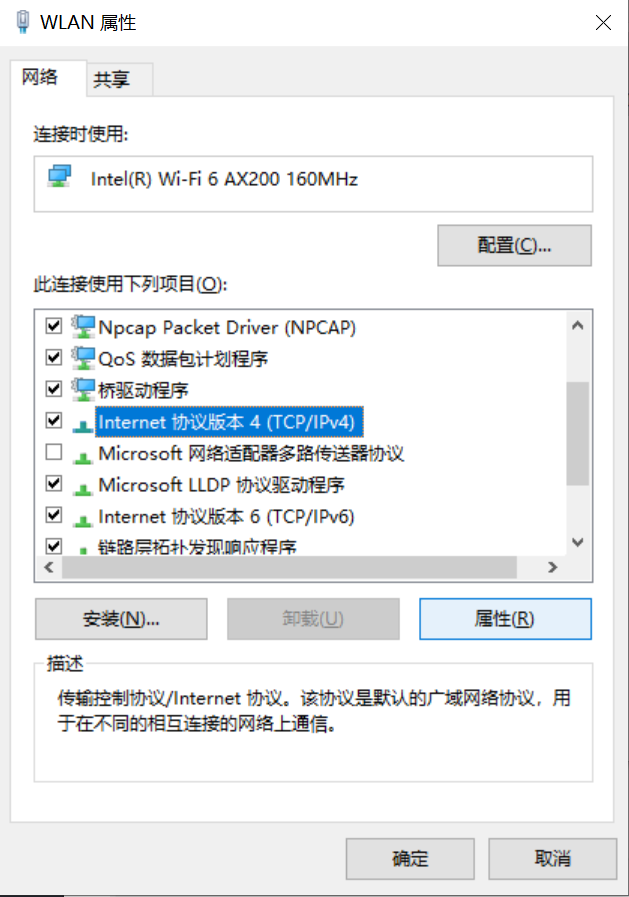 WLAN 属性
网络
共享
连接时使用:
Intel(R) Wi-Fi 6 AX200 160MHz
配置(C)...
此连接使用下列项目(O):
Npcap Packet Driver (NPCAP)
QoS 数据包计划程序
桥驱动程序
Internet 协议版本 4 (TCP/IPv4)
Microsoft 网络适配器多路传送器协议
Microsoft LLDP 协议驱动程序
Internet 协议版本 6 (TCP/IPv6)
链路层拓扑发现响应程序
安装(N)...
卸载(U)
属性(R)
描述
传输控制协议/Internet 协议。该协议是默认的广域网络协议，用
于在不同的相互连接的网络上通信。
确定
取消